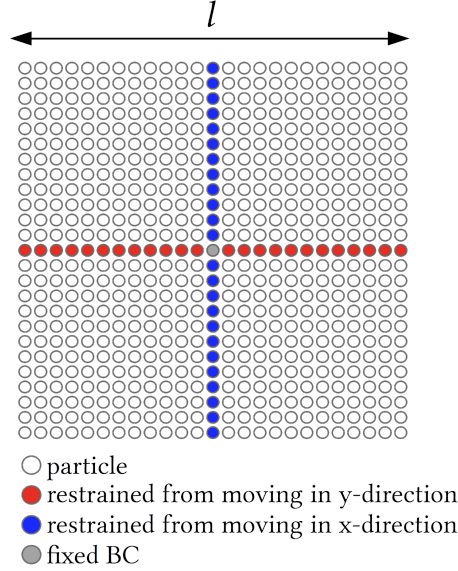 l
particle
restrained from moving in y-direction
restrained from moving in x-direction
fixed BC